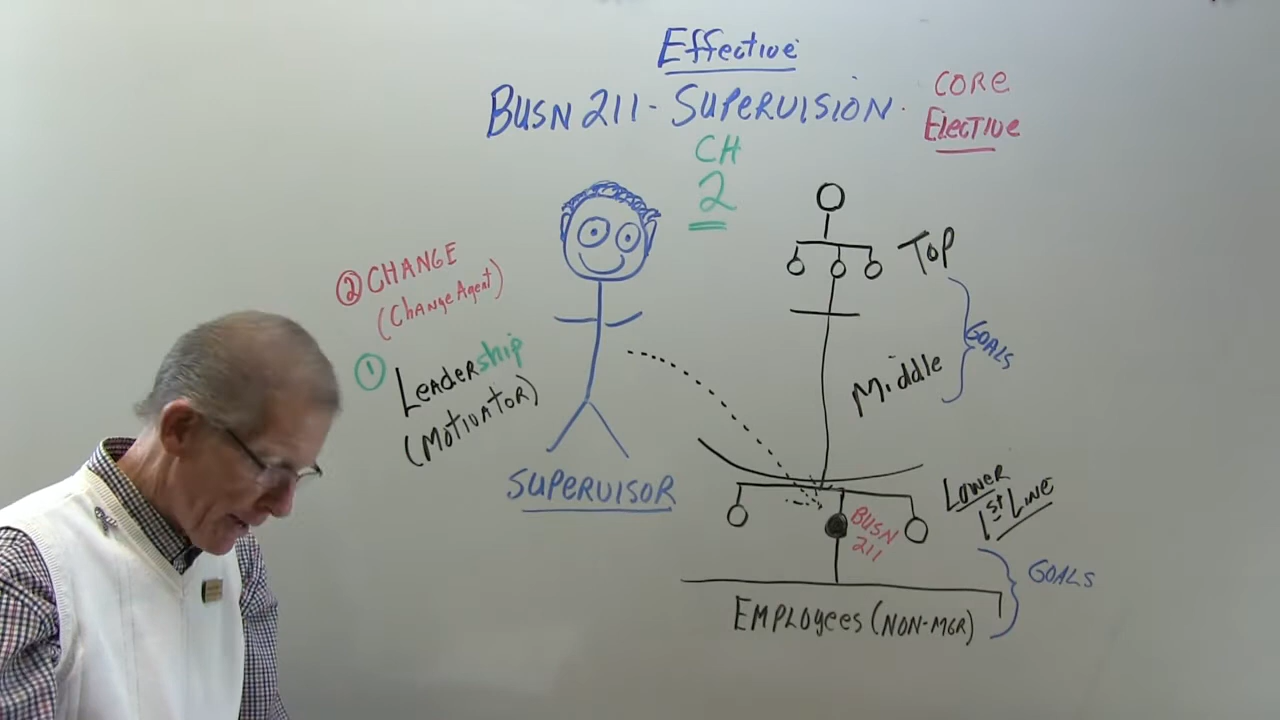 Effective
BUSN 211 - SUPERVISION.
CORE
Elective
CH
2
② CHANGE
(Change Agent)
① Leadership
(MOTIVATOR)
SUPERVISOR
TOP
GOALS
Middle
Lower
1st LINE
BUSN
211
GOALS
EMPloyees (NON-MGR)